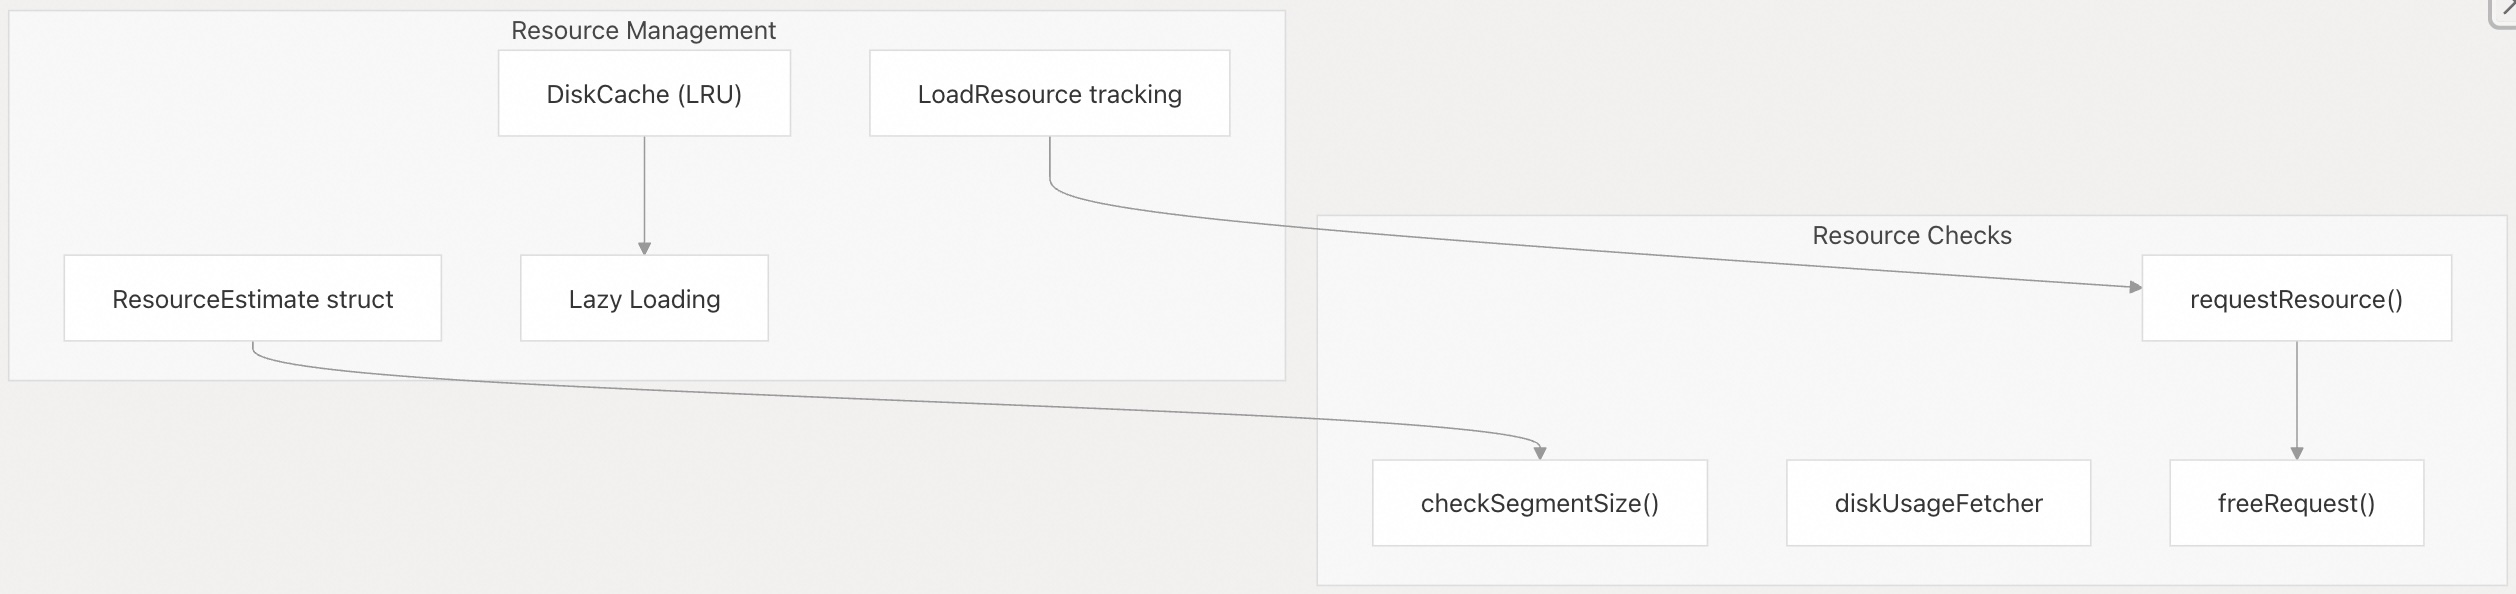 Resource Management
DiskCache (LRU)
LoadResource tracking
ResourceEstimate struct
Lazy Loading
Resource Checks
requestResource()
checkSegmentSize()
diskUsageFetcher
freeRequest()